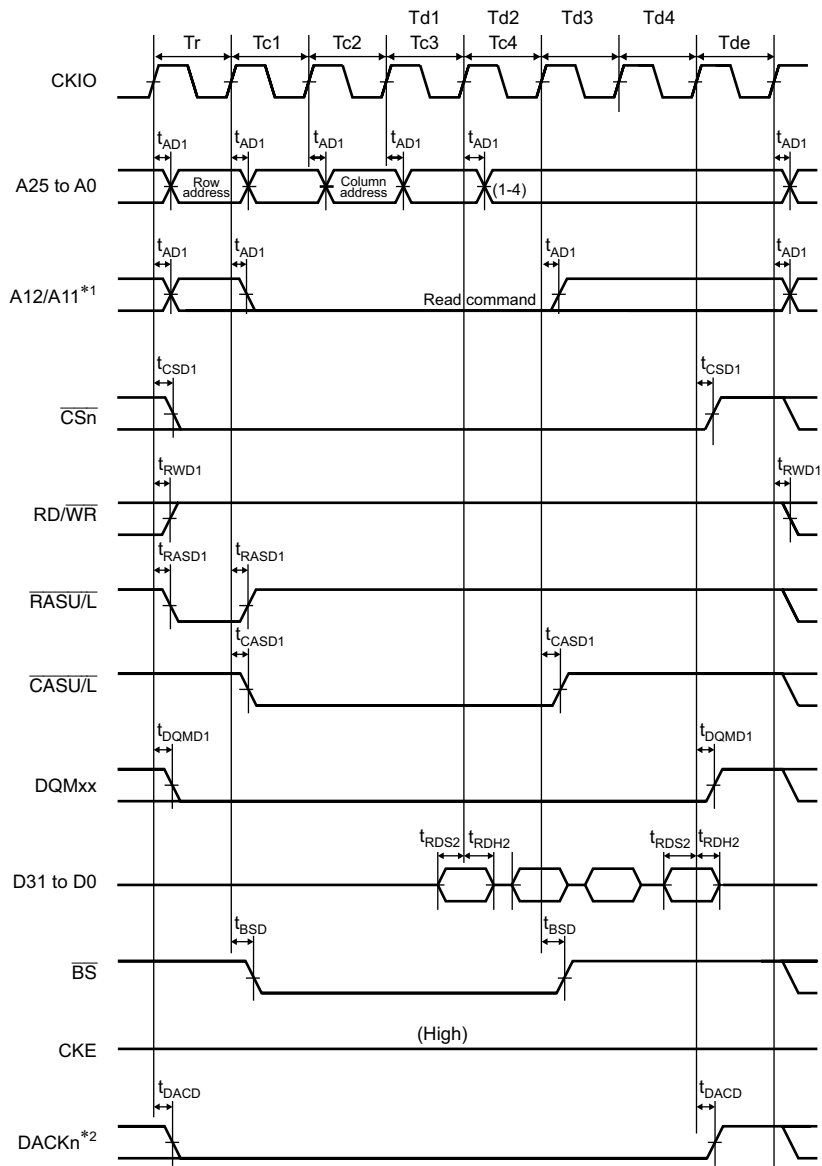 Td1 Td2 Td3 Td4
Tr Tc1 Tc2 Tc3 Tc4 Tde
CKIO
tAD1 tAD1 tAD1 tAD1 tAD1 tAD1
A25 to A0
Row address
Column address
(1-4)
tAD1 tAD1 tAD1 tAD1
A12/A11*1
Read command
tCSD1 tCSD1
CSn
tRWD1 tRWD1
RD/WR
tRASD1 tRASD1
RASU/L
tCASD1 tCASD1
CASU/L
tDQMD1 tDQMD1
DQMxx
tRDS2 tRDH2 tRDS2 tRDH2
D31 to D0
tBSD tBSD
BS
(High)
CKE
tDACD tDACD
DACKn*2